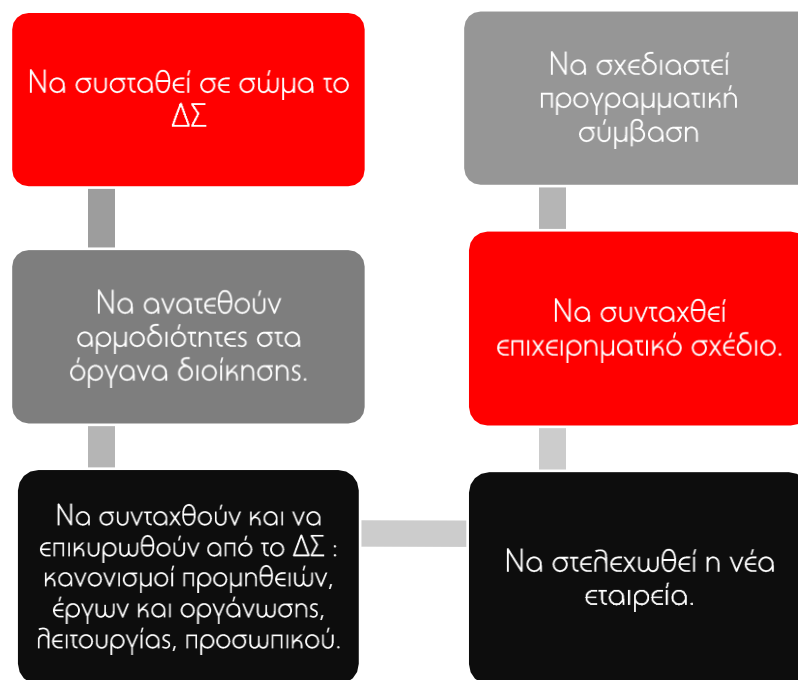 Να συσταθεί σε σώμα το
ΔΣ
Να ανατεθούν
αρμοδιότητες στα
όργανα διοίκησης.
Να συνταχθούν και να
επικυρωθούν από το ΔΣ :
κανονισμοί προμηθειών,
έργων και οργάνωσης,
λειτουργίας, προσωπικού.
Να στελεχωθεί η νέα
εταιρεία.
Να συνταχθεί
επιχειρηματικό σχέδιο.
Να σχεδιαστεί
προγραμματική
σύμβαση